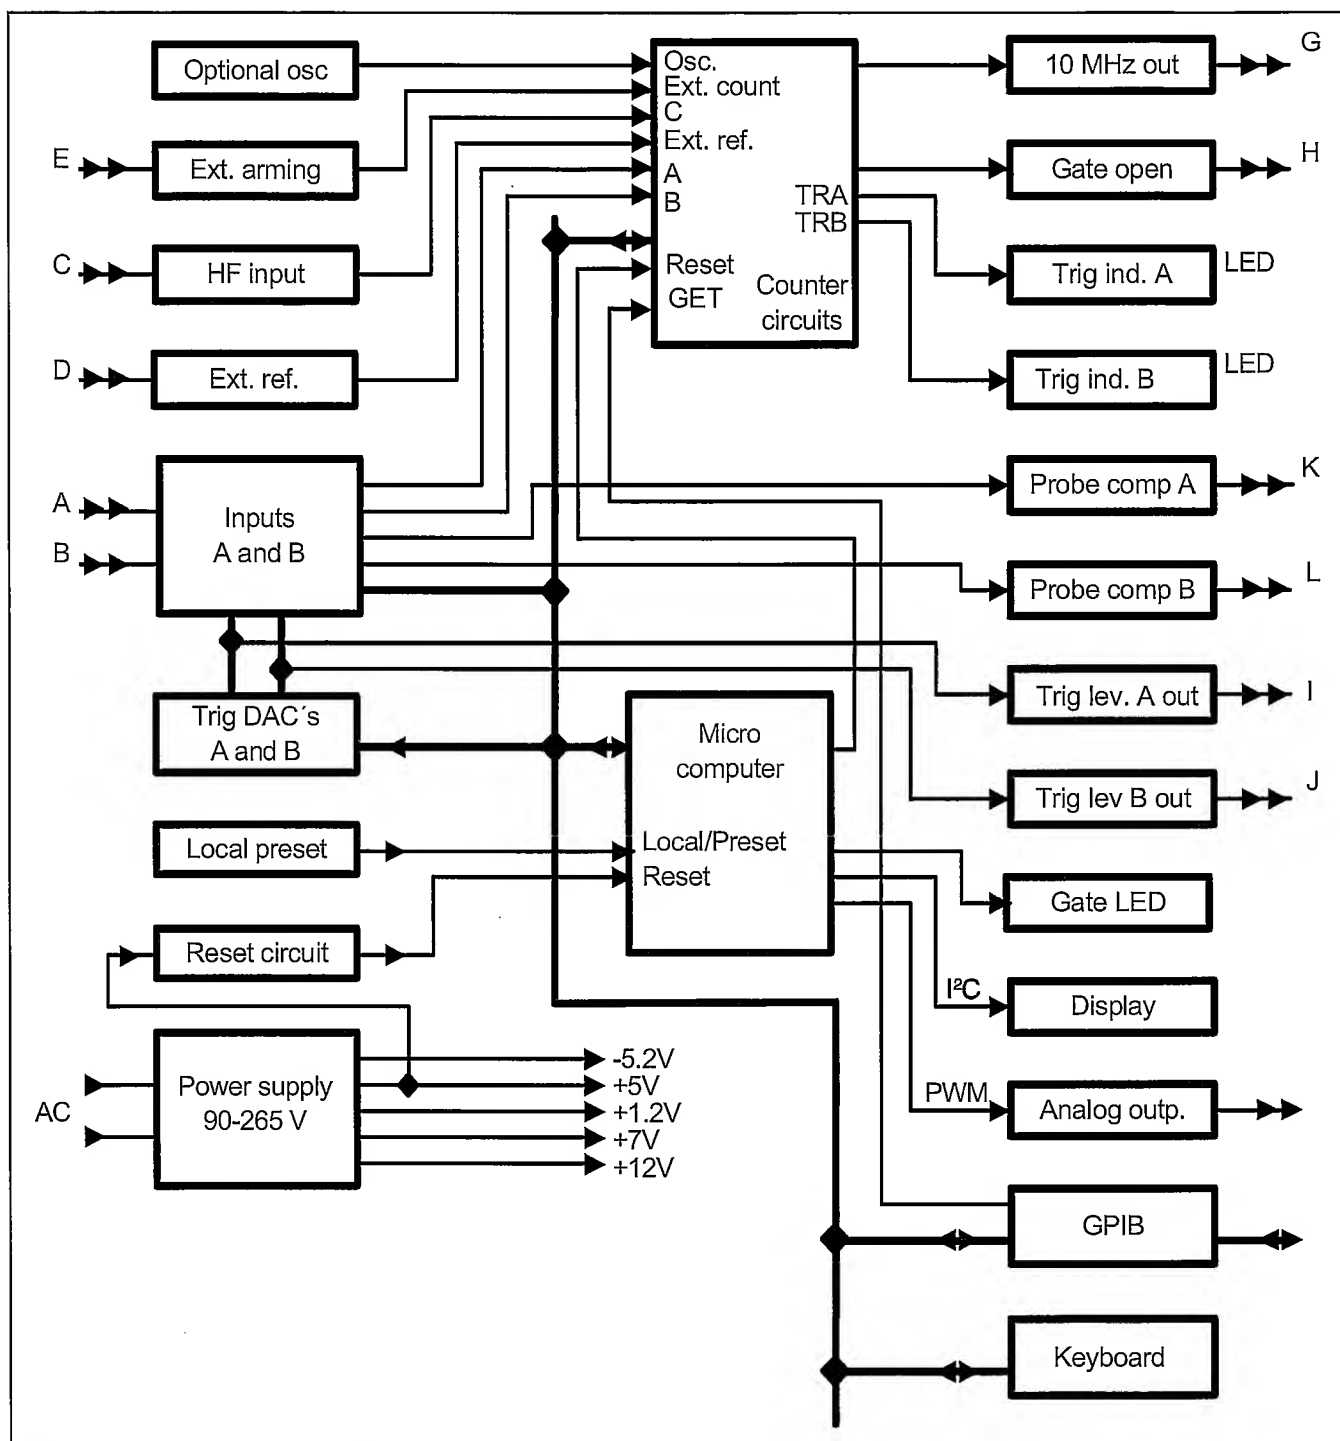 Optional osc
E
Ext. arming
C
HF input
D
Ext. ref.
A
B
Inputs
A and B
Trig DAC´s
A and B
Local preset
Reset circuit
AC
Power supply
90-265 V
-5.2V
+5V
+1.2V
+7V
+12V
Osc.
Ext. count
C
Ext. ref.
A
B
TRA
TRB
Reset
GET
Counter
circuits
Micro
computer
Local/Preset
Reset
10 MHz out
G
Gate open
H
Trig ind. A
LED
Trig ind. B
LED
Probe comp A
K
Probe comp B
L
Trig lev. A out
I
Trig lev B out
J
Gate LED
I²C
Display
PWM
Analog outp.
GPIB
Keyboard